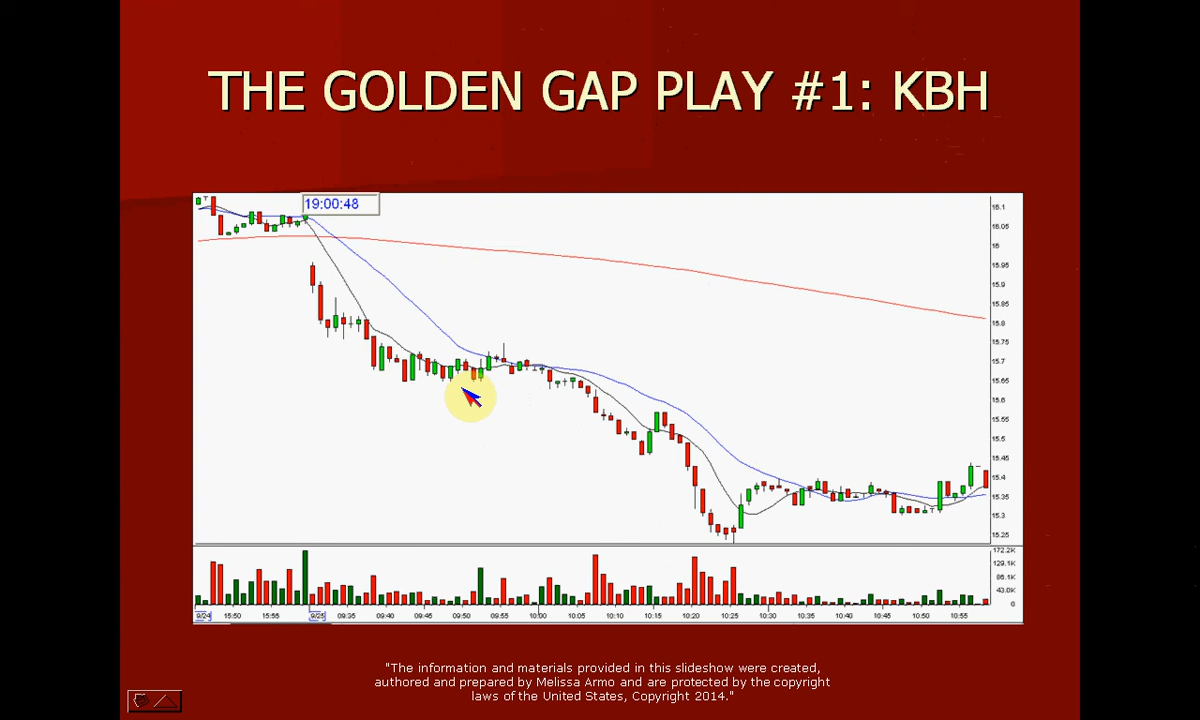 THE GOLDEN GAP PLAY #1: KBH
19:00:48
16.1
16.05
16
15.95
15.9
15.85
15.8
15.75
15.7
15.65
15.6
15.55
15.5
15.45
15.4
15.35
15.3
15.25
172.2K
129.1K
86.1K
43.0K
0
9/24 15:50 15:55 9/25 09:35 09:40 09:45 09:50 09:55 10:00 10:05 10:10 10:15 10:20 10:25 10:30 10:35 10:40 10:45 10:50 10:55
"The information and materials provided in this slideshow were created,
authored and prepared by Melissa Armo and are protected by the copyright
laws of the United States, Copyright 2014."